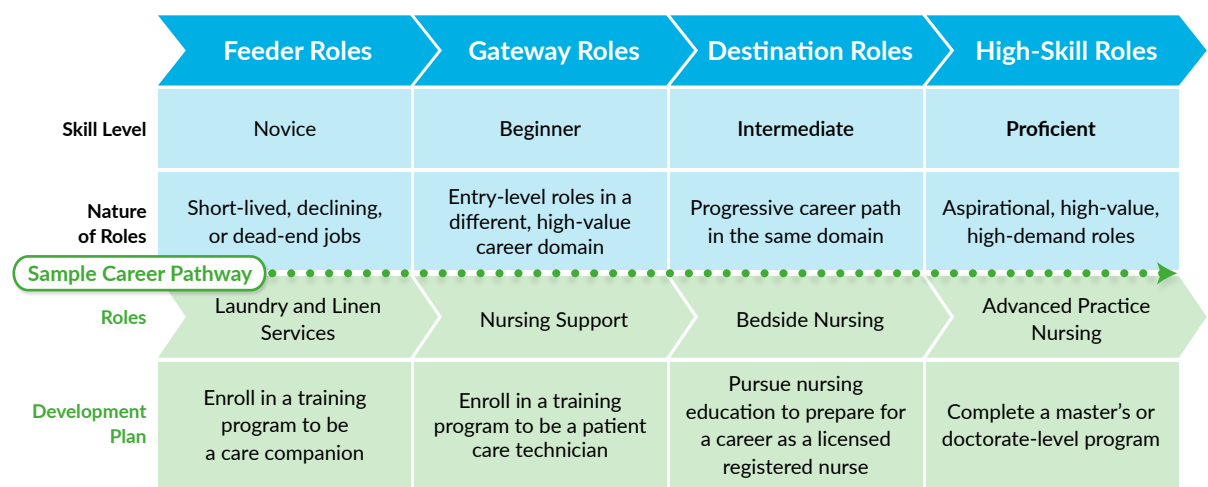 Feeder Roles
Gateway Roles
Destination Roles
High-Skill Roles
Skill Level
Novice
Beginner
Intermediate
Proficient
Nature
of Roles
Short-lived, declining,
or dead-end jobs
Entry-level roles in a
different, high-value
career domain
Progressive career path
in the same domain
Aspirational, high-value,
high-demand roles
Sample Career Pathway
Roles
Laundry and Linen
Services
Nursing Support
Bedside Nursing
Advanced Practice
Nursing
Development
Plan
Enroll in a training
program to be
a care companion
Enroll in a training
program to be a patient
care technician
Pursue nursing
education to prepare for
a career as a licensed
registered nurse
Complete a master’s or
doctorate-level program